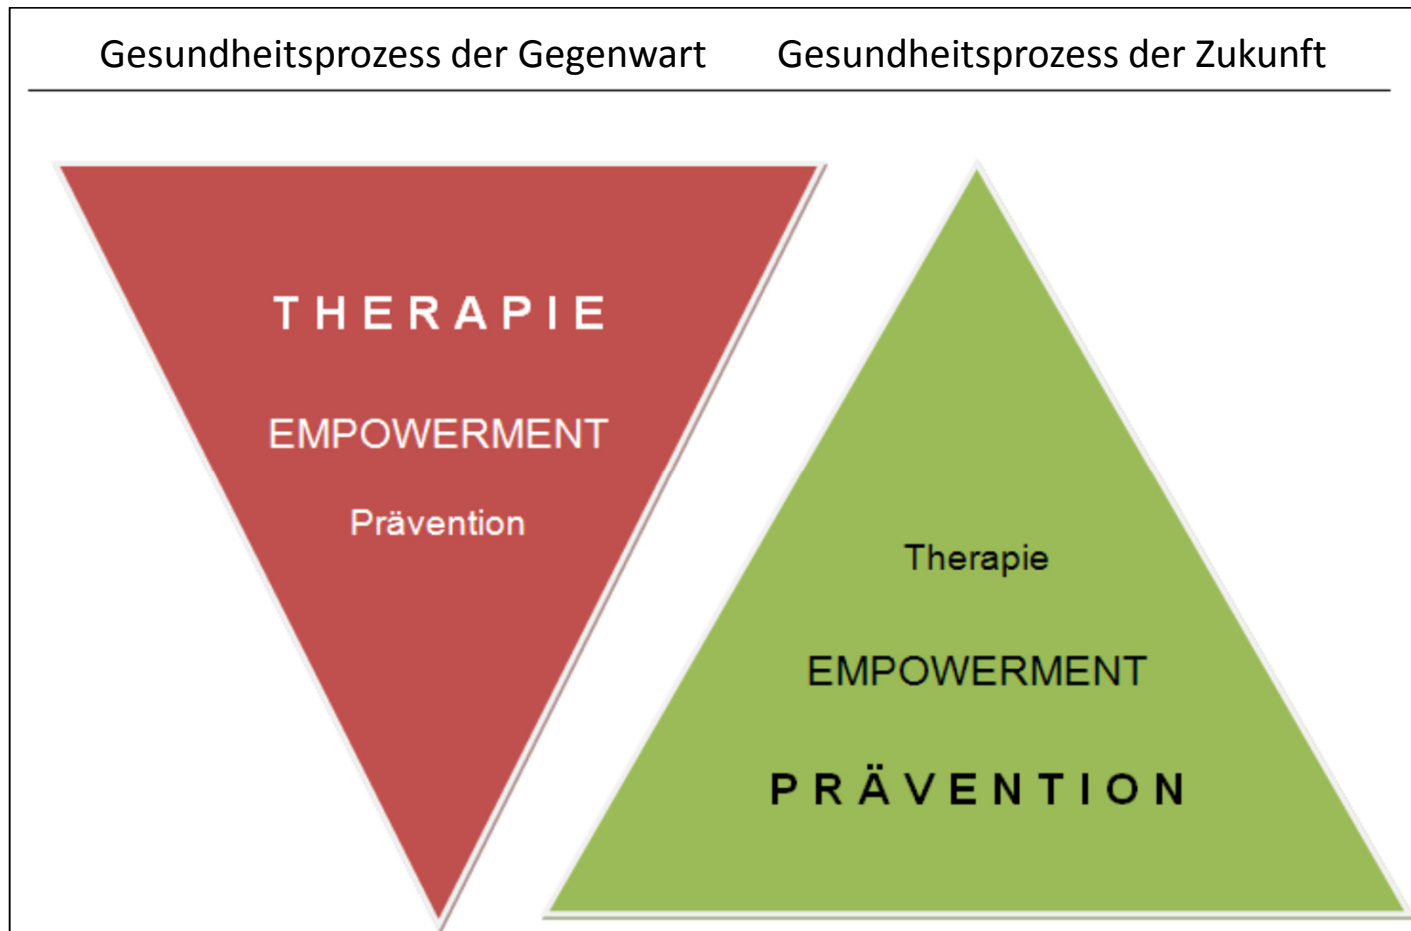 Gesundheitsprozess der Gegenwart
Gesundheitsprozess der Zukunft
THERAPIE
EMPOWERMENT
Prävention
Therapie
EMPOWERMENT
PRÄVENTION